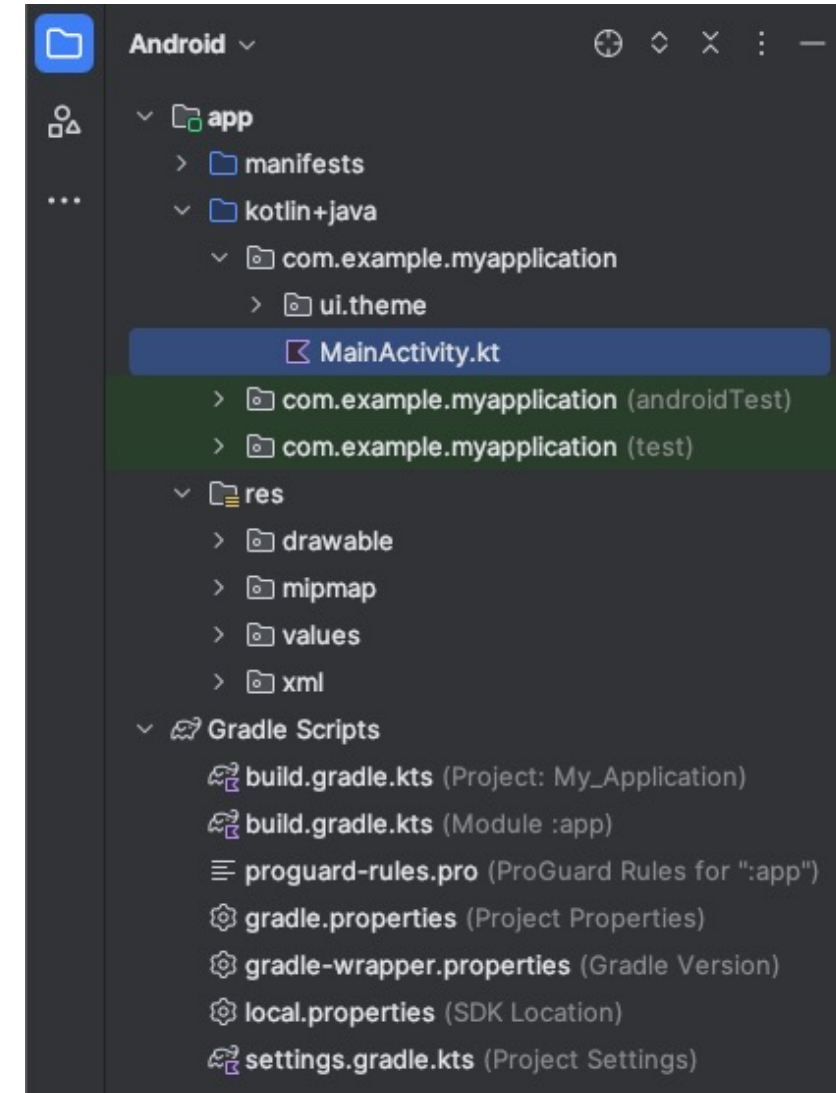 Android
app
manifests
kotlin+java
com.example.myapplication
ui.theme
MainActivity.kt
com.example.myapplication (androidTest)
com.example.myapplication (test)
res
drawable
mipmap
values
xml
Gradle Scripts
build.gradle.kts (Project: My_Application)
build.gradle.kts (Module :app)
proguard-rules.pro (ProGuard Rules for ":app")
gradle.properties (Project Properties)
gradle-wrapper.properties (Gradle Version)
local.properties (SDK Location)
settings.gradle.kts (Project Settings)